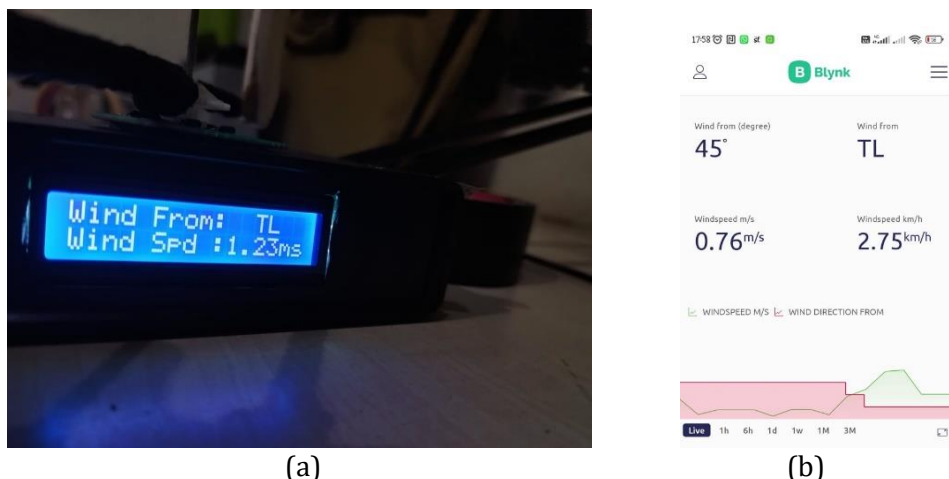 Wind From: TL
Wind Spd :1.23ms
(a)
17:58
Blynk
Wind from (degree) Wind from
45° TL
Windspeed m/s Windspeed km/h
0.76m/s 2.75km/h
WINDSPEED M/S WIND DIRECTION FROM
Live 1h 6h 1d 1w 1M 3M
(b)